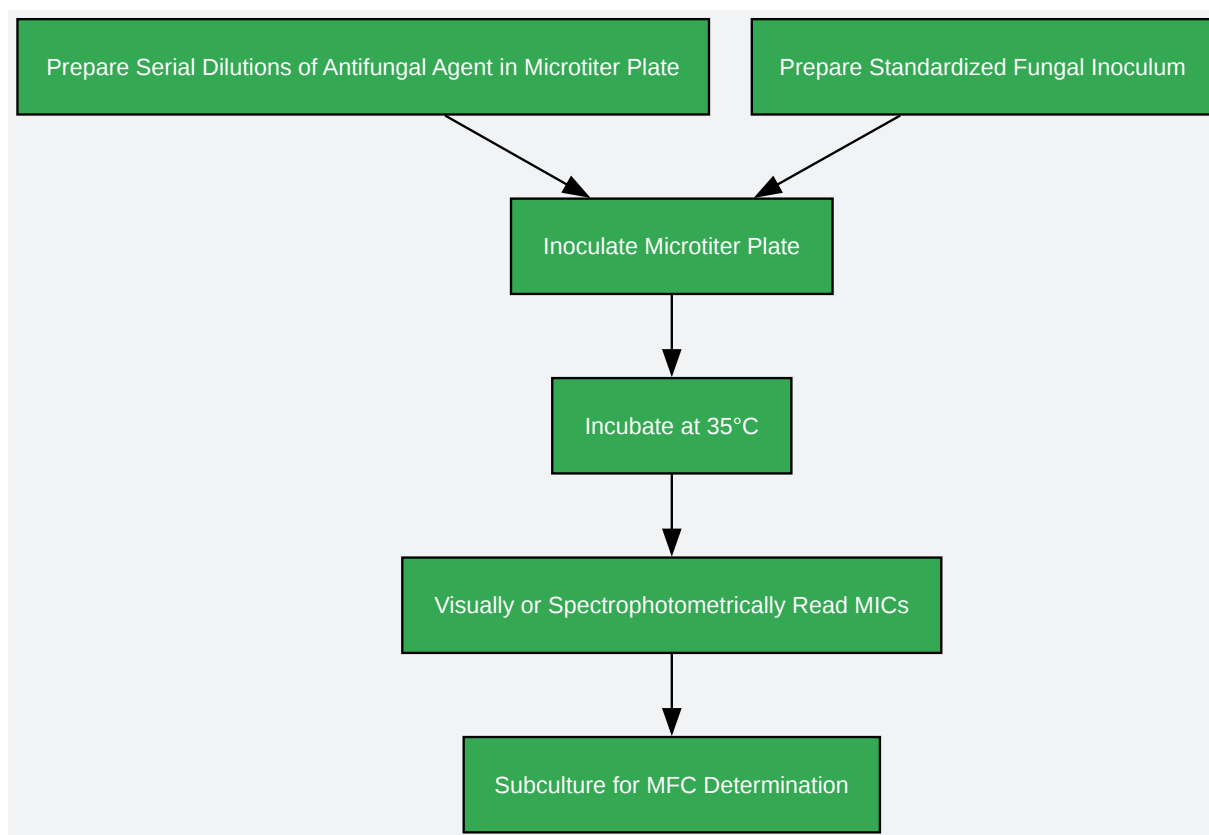 Prepare Serial Dilutions of Antifungal Agent in Microtiter Plate
Prepare Standardized Fungal Inoculum
Inoculate Microtiter Plate
Incubate at 35°C
Visually or Spectrophotometrically Read MICs
Subculture for MFC Determination